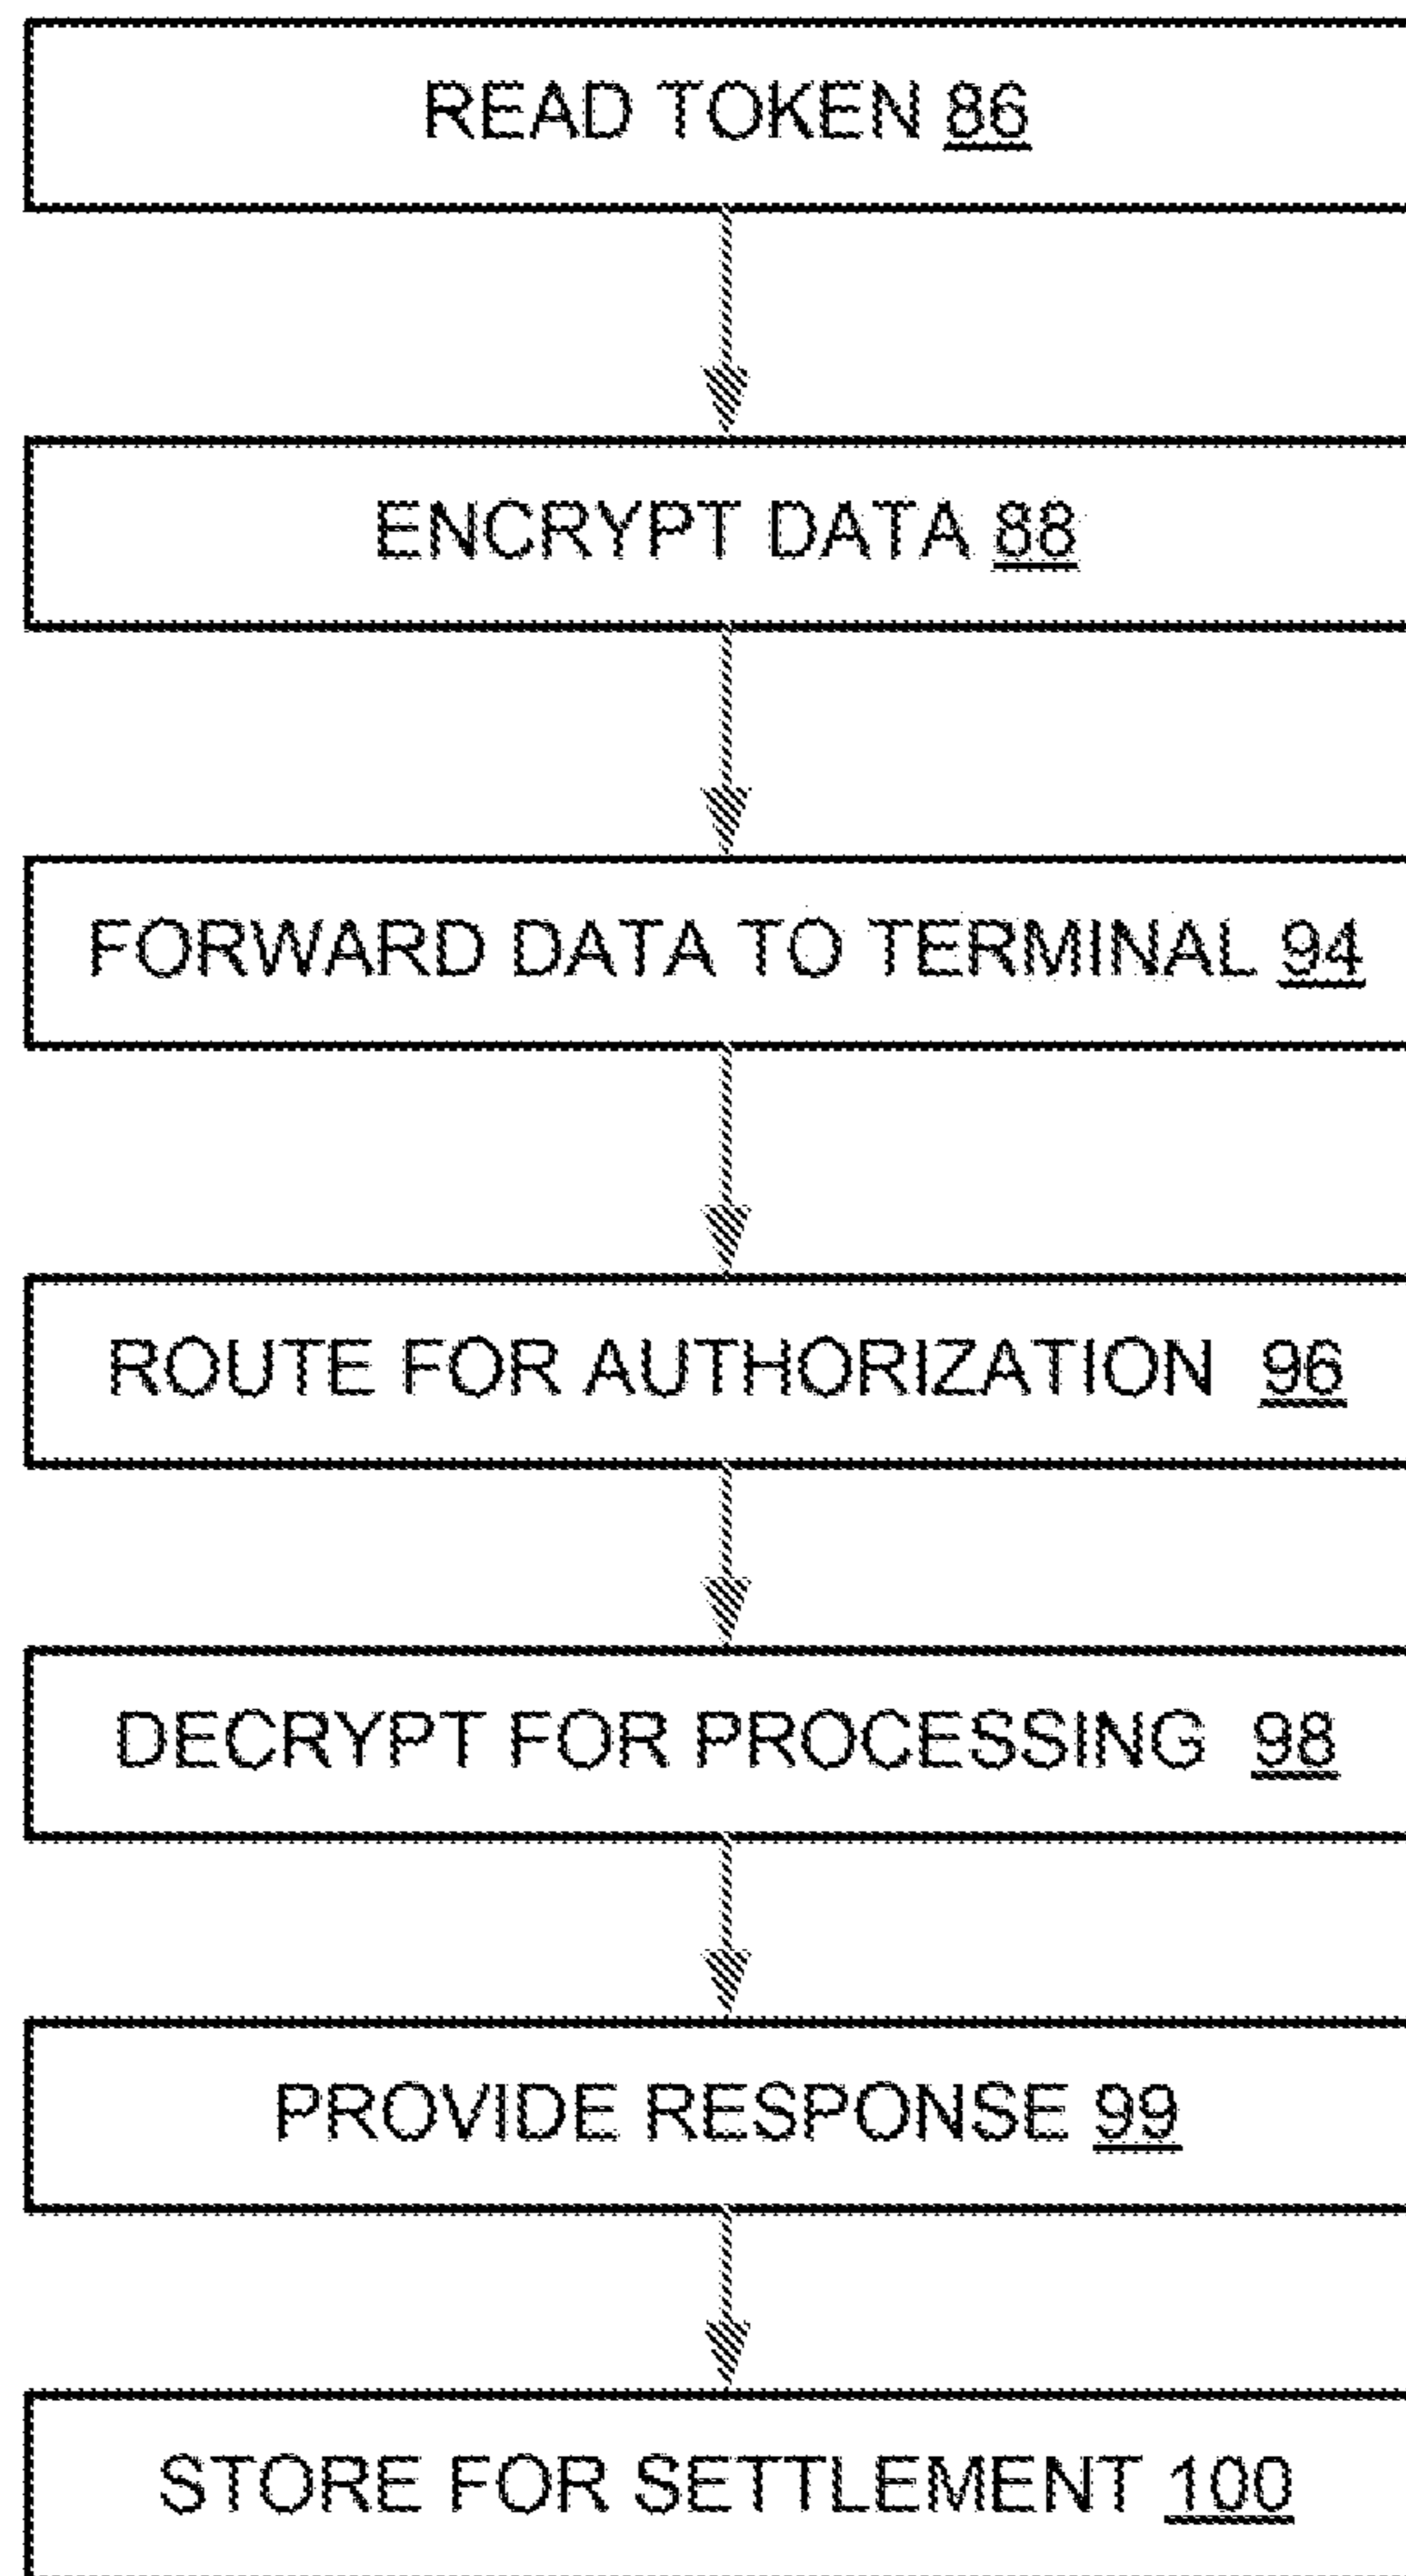 READ TOKEN 86
ENCRYPT DATA 88
FORWARD DATA TO TERMINAL 94
ROUTE FOR AUTHORIZATION 96
DECRYPT FOR PROCESSING 98
PROVIDE RESPONSE 99
STORE FOR SETTLEMENT 100